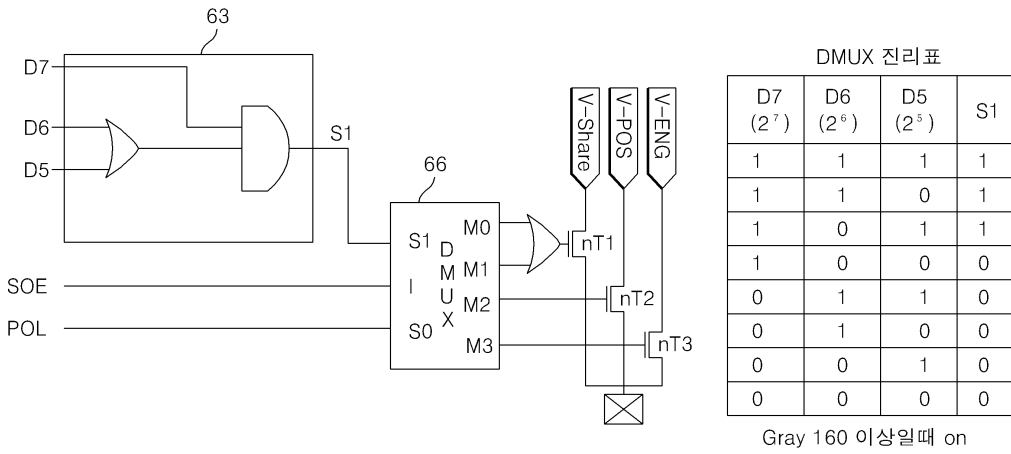 63
D7
D6
D5
S1
66
V-Share
V-POS
V-ENG
S1
I
S0
DMUX
M0
M1
M2
M3
nT1
nT2
nT3
SOE
POL
DMUX 진리표
D7 (2⁷) D6 (2⁶) D5 (2⁵) S1
1 1 1 1
1 1 0 1
1 0 1 1
1 0 0 0
0 1 1 0
0 1 0 0
0 0 1 0
0 0 0 0
Gray 160 이상일때 on